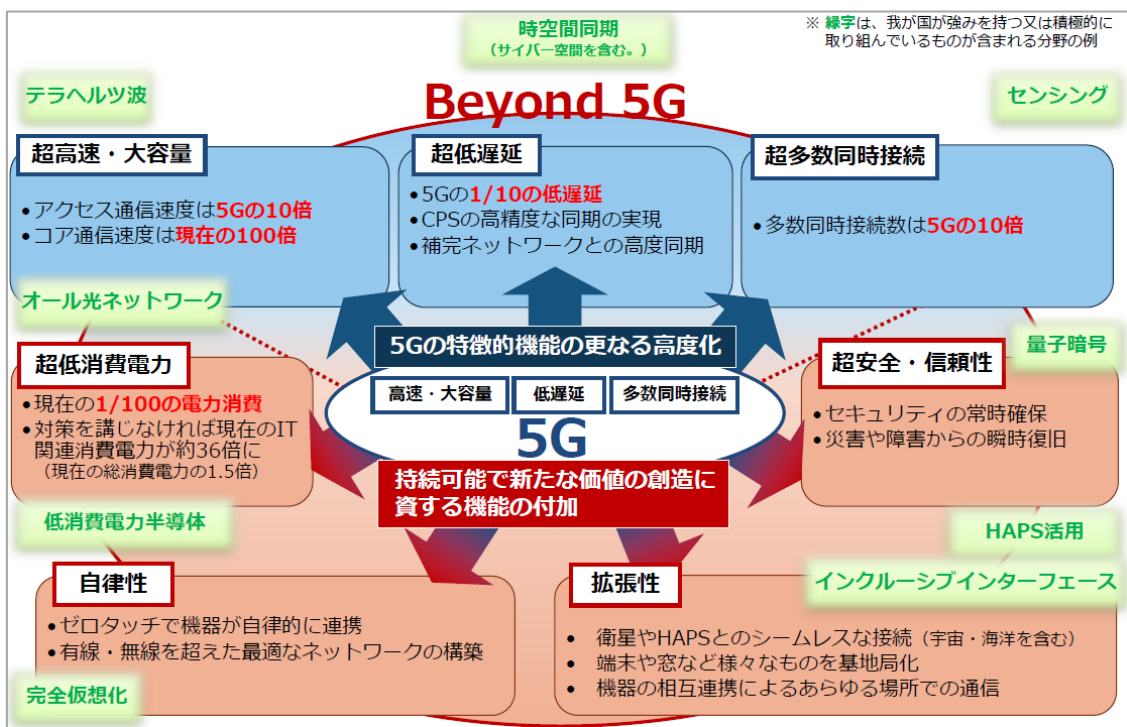 時空間同期
（サイバー空間を含む。）
※ 緑字は、我が国が強みを持つ又は積極的に
取り組んでいるものが含まれる分野の例
テラヘルツ波
Beyond 5G
センシング
超高速・大容量
•アクセス通信速度は5Gの10倍
•コア通信速度は現在の100倍
超低遅延
•5Gの1/10の低遅延
•CPSの高精度な同期の実現
•補完ネットワークとの高度同期
超多数同時接続
•多数同時接続数は5Gの10倍
オール光ネットワーク
5Gの特徴的機能の更なる高度化
量子暗号
超低消費電力
•現在の1/100の電力消費
•対策を講じなければ現在のIT
関連消費電力が約36倍に
（現在の総消費電力の1.5倍）
高速・大容量
低遅延
多数同時接続
5G
超安全・信頼性
•セキュリティの常時確保
•災害や障害からの瞬時復旧
持続可能で新たな価値の創造に
資する機能の付加
低消費電力半導体
HAPS活用
自律性
•ゼロタッチで機器が自律的に連携
•有線・無線を超えた最適なネットワークの構築
完全仮想化
拡張性
インクルーシブインターフェース
• 衛星やHAPSとのシームレスな接続（宇宙・海洋を含む）
• 端末や窓など様々なものを基地局化
• 機器の相互連携によるあらゆる場所での通信